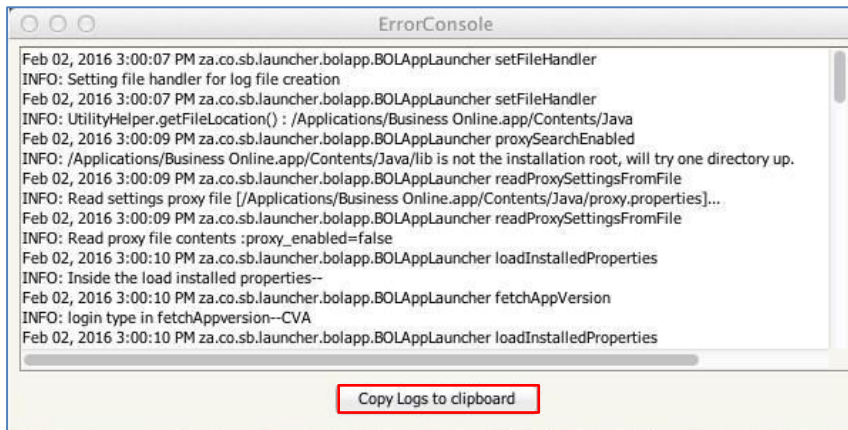 ErrorConsole
Feb 02, 2016 3:00:07 PM za.co.sb.launcher.bolapp.BOLAppLauncher setFileHandler
INFO: Setting file handler for log file creation
Feb 02, 2016 3:00:07 PM za.co.sb.launcher.bolapp.BOLAppLauncher setFileHandler
INFO: UtilityHelper.getFileLocation() : /Applications/Business Online.app/Contents/Java
Feb 02, 2016 3:00:09 PM za.co.sb.launcher.bolapp.BOLAppLauncher proxySearchEnabled
INFO: /Applications/Business Online.app/Contents/Java/lib is not the installation root, will try one directory up.
Feb 02, 2016 3:00:09 PM za.co.sb.launcher.bolapp.BOLAppLauncher readProxySettingsFromFile
INFO: Read settings proxy file [/Applications/Business Online.app/Contents/Java/proxy.properties]...
Feb 02, 2016 3:00:09 PM za.co.sb.launcher.bolapp.BOLAppLauncher readProxySettingsFromFile
INFO: Read proxy file contents :proxy_enabled=false
Feb 02, 2016 3:00:10 PM za.co.sb.launcher.bolapp.BOLAppLauncher loadInstalledProperties
INFO: Inside the load installed properties--
Feb 02, 2016 3:00:10 PM za.co.sb.launcher.bolapp.BOLAppLauncher fetchAppVersion
INFO: login type in fetchAppversion--CVA
Feb 02, 2016 3:00:10 PM za.co.sb.launcher.bolapp.BOLAppLauncher loadInstalledProperties
Copy Logs to clipboard